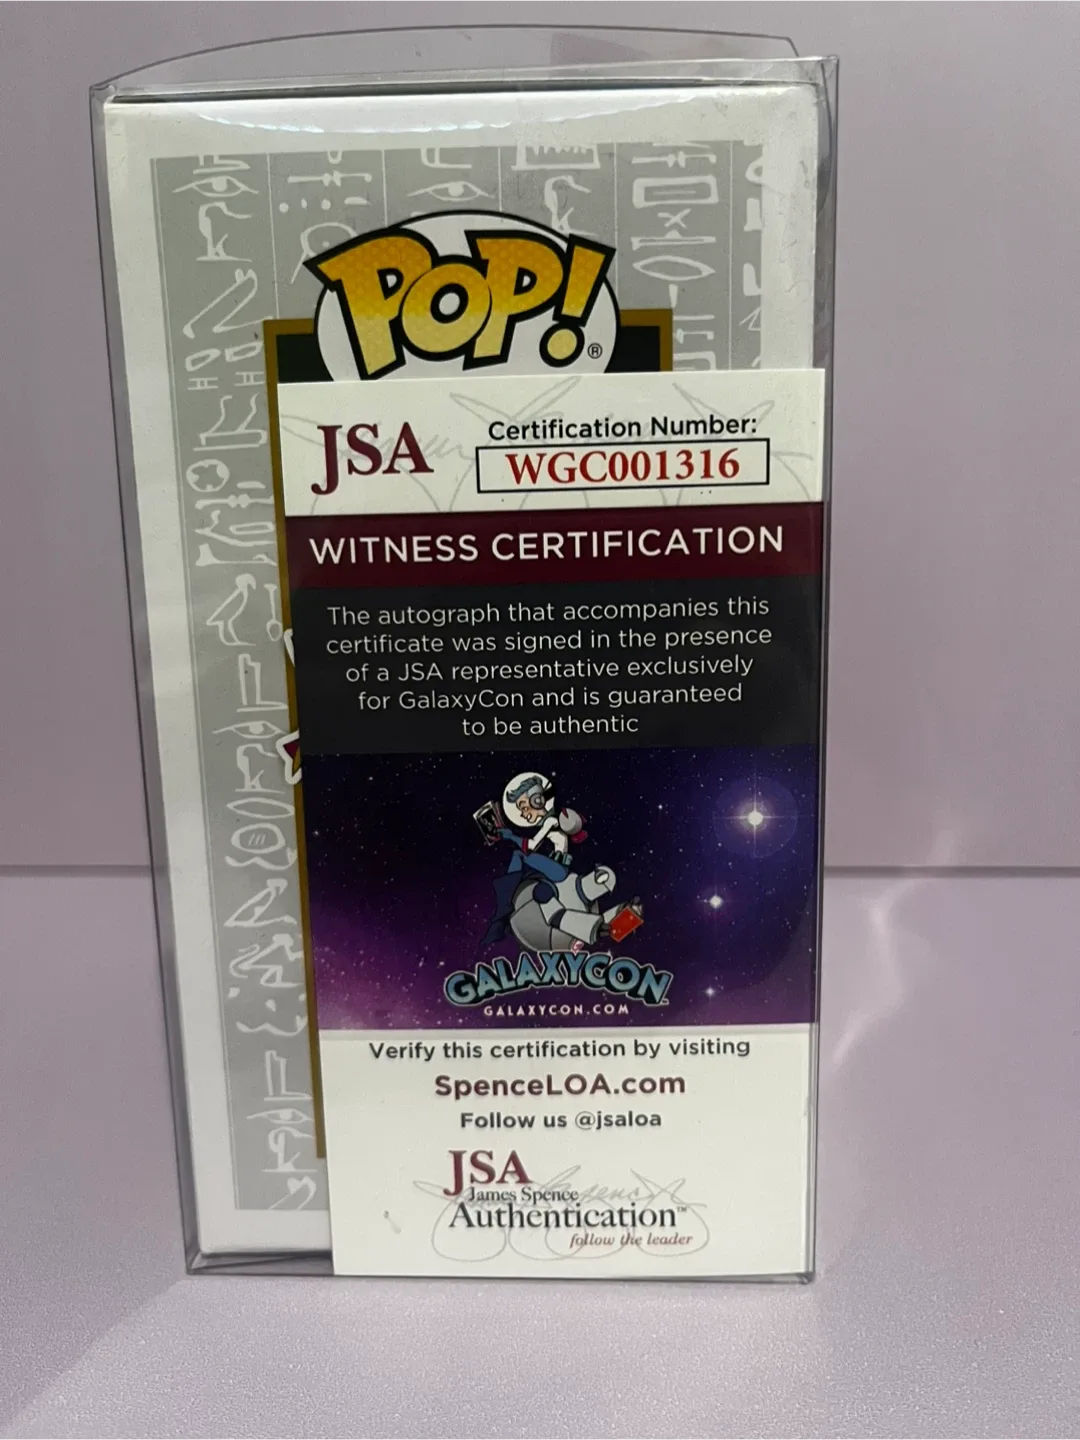 POP!®
JSA
Certification Number:
WGC001316
WITNESS CERTIFICATION
The autograph that accompanies this
certificate was signed in the presence
of a JSA representative exclusively
for GalaxyCon and is guaranteed
to be authentic
GALAXYCON
GALAXYCON.COM
Verify this certification by visiting
SpenceLOA.com
Follow us @jsaloa
JSA
James Spence
Authentication™
follow the leader